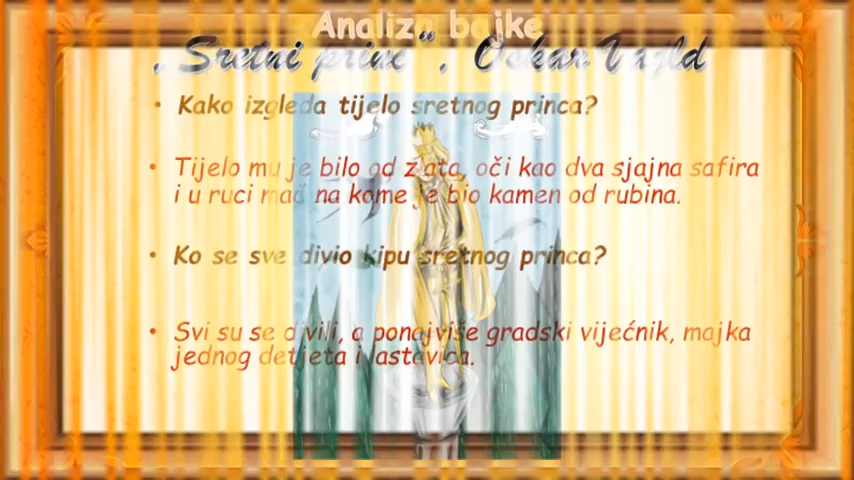 Analiza bajke
„ Sretni princ", Oskar Vajld
• Kako izgleda tijelo sretnog princa?
• Tijelo mu je bilo od zlata, oči kao dva sjajna safira
i u ruci mač na kome je bio kamen od rubina.
• Ko se sve divio kipu sretnog princa?
• Svi su se divili, a ponajviše gradski vijećnik, majka
jednog detjeta i lastavica.